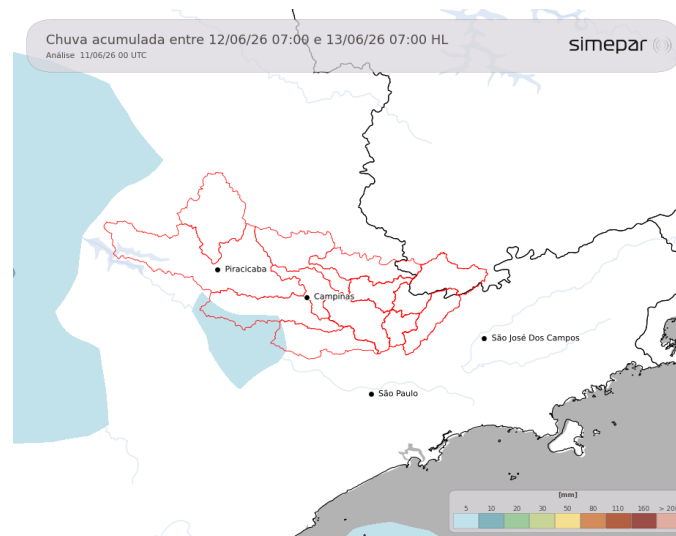 Chuva acumulada entre 12/06/26 07:00 e 13/06/26 07:00 HL
Análise 11/06/26 00 UTC
simepar
Piracicaba
Campinas
São José Dos Campos
São Paulo
[mm]
5 10 20 30 50 80 110 160 > 200